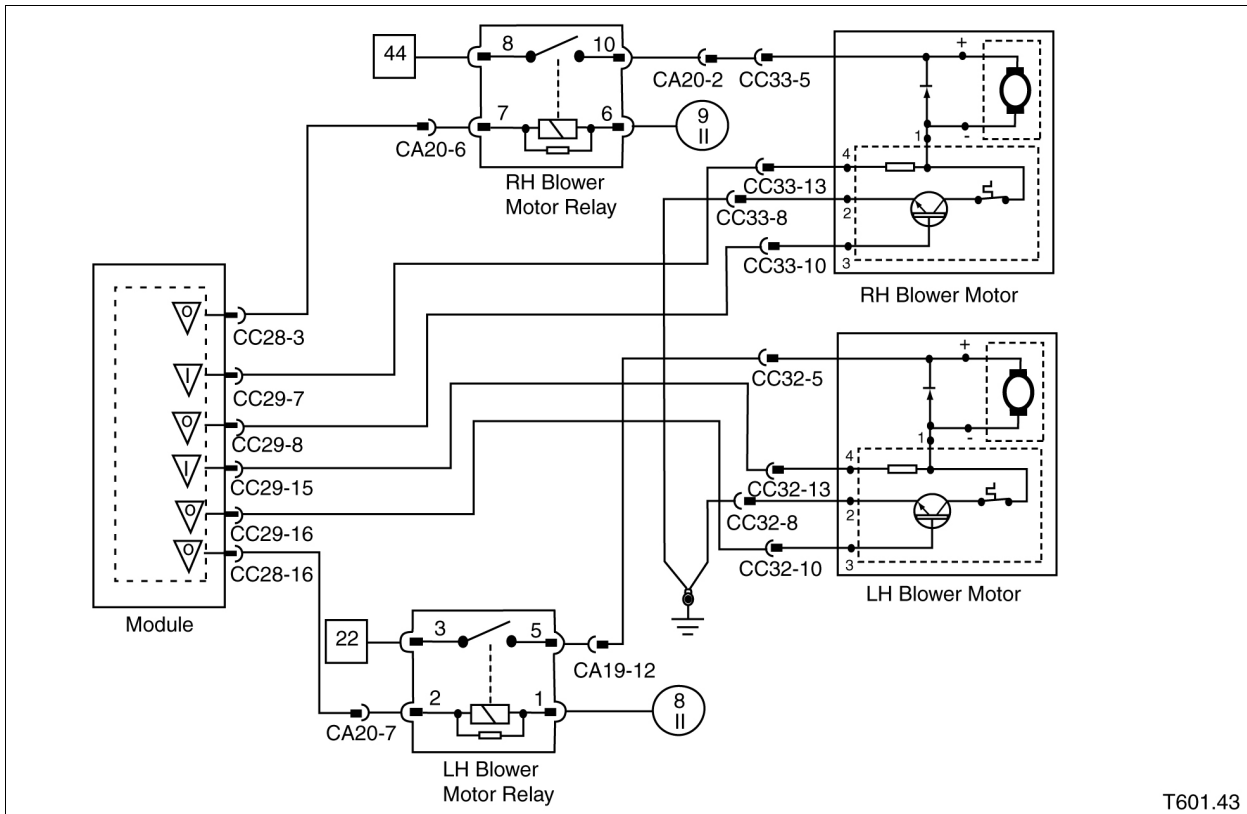 44
8
10
CA20-2
CC33-5
+
7
6
9
II
CA20-6
RH Blower
Motor Relay
1
-
4
CC33-13
2
CC33-8
3
CC33-10
RH Blower Motor
O
CC28-3
I
CC29-7
O
CC29-8
I
CC29-15
O
CC29-16
O
CC28-16
Module
+
CC32-5
1
-
4
CC32-13
2
CC32-8
3
CC32-10
LH Blower Motor
22
3
5
CA19-12
2
1
8
II
CA20-7
LH Blower
Motor Relay
T601.43